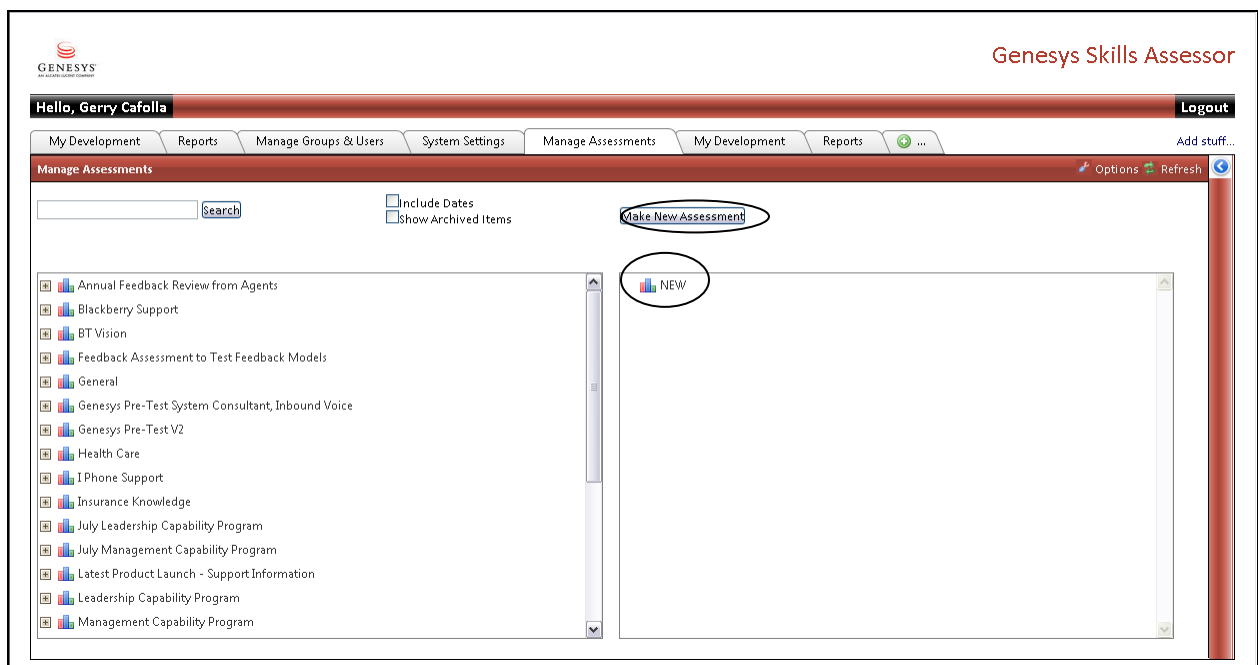 GENESYS
AN ALCATEL-LUCENT COMPANY
Genesys Skills Assessor
Hello, Gerry Cafolla
Logout
My Development Reports Manage Groups & Users System Settings Manage Assessments My Development Reports ... Add stuff...
Manage Assessments Options Refresh
Search
Include Dates
Show Archived Items
Make New Assessment
Annual Feedback Review from Agents
Blackberry Support
BT Vision
Feedback Assessment to Test Feedback Models
General
Genesys Pre-Test System Consultant, Inbound Voice
Genesys Pre-Test V2
Health Care
I Phone Support
Insurance Knowledge
July Leadership Capability Program
July Management Capability Program
Latest Product Launch - Support Information
Leadership Capability Program
Management Capability Program
NEW